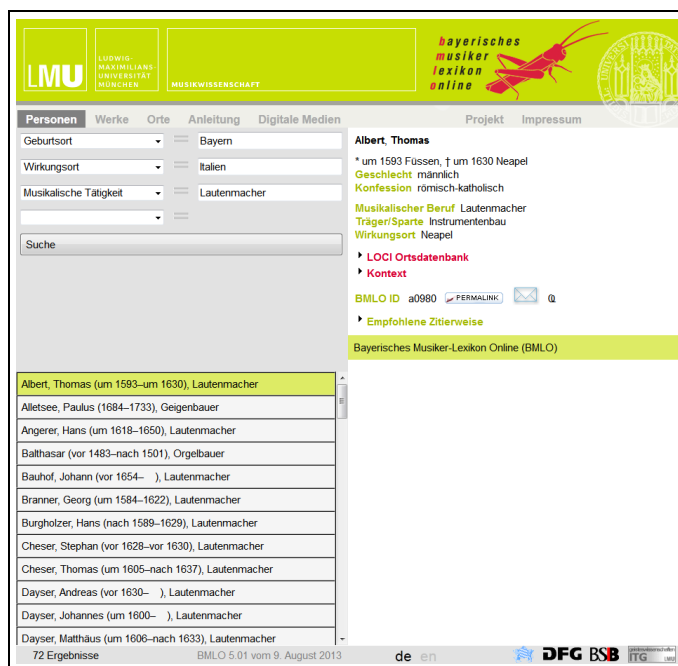 LMU
LUDWIG-
MAXIMILIANS-
UNIVERSITÄT
MÜNCHEN
MUSIKWISSENSCHAFT
bayerisches
musiker
lexikon
online
Personen Werke Orte Anleitung Digitale Medien Projekt Impressum
Geburtsort = Bayern
Wirkungsort = Italien
Musikalische Tätigkeit = Lautenmacher
=
Suche
Albert, Thomas
* um 1593 Füssen, † um 1630 Neapel
Geschlecht männlich
Konfession römisch-katholisch
Musikalischer Beruf Lautenmacher
Träger/Sparte Instrumentenbau
Wirkungsort Neapel
LOCI Ortsdatenbank
Kontext
BMLO ID a0980 PERMALINK
Empfohlene Zitierweise
Bayerisches Musiker-Lexikon Online (BMLO)
Albert, Thomas (um 1593–um 1630), Lautenmacher
Alletsee, Paulus (1684–1733), Geigenbauer
Angerer, Hans (um 1618–1650), Lautenmacher
Balthasar (vor 1483–nach 1501), Orgelbauer
Bauhof, Johann (vor 1654– ), Lautenmacher
Branner, Georg (um 1584–1622), Lautenmacher
Burgholzer, Hans (nach 1589–1629), Lautenmacher
Cheser, Stephan (vor 1628–vor 1630), Lautenmacher
Cheser, Thomas (um 1605–nach 1637), Lautenmacher
Dayser, Andreas (vor 1630– ), Lautenmacher
Dayser, Johannes (um 1600– ), Lautenmacher
Dayser, Matthäus (um 1606–nach 1633), Lautenmacher
72 Ergebnisse BMLO 5.01 vom 9. August 2013 de en DFG BSB ITG LMU